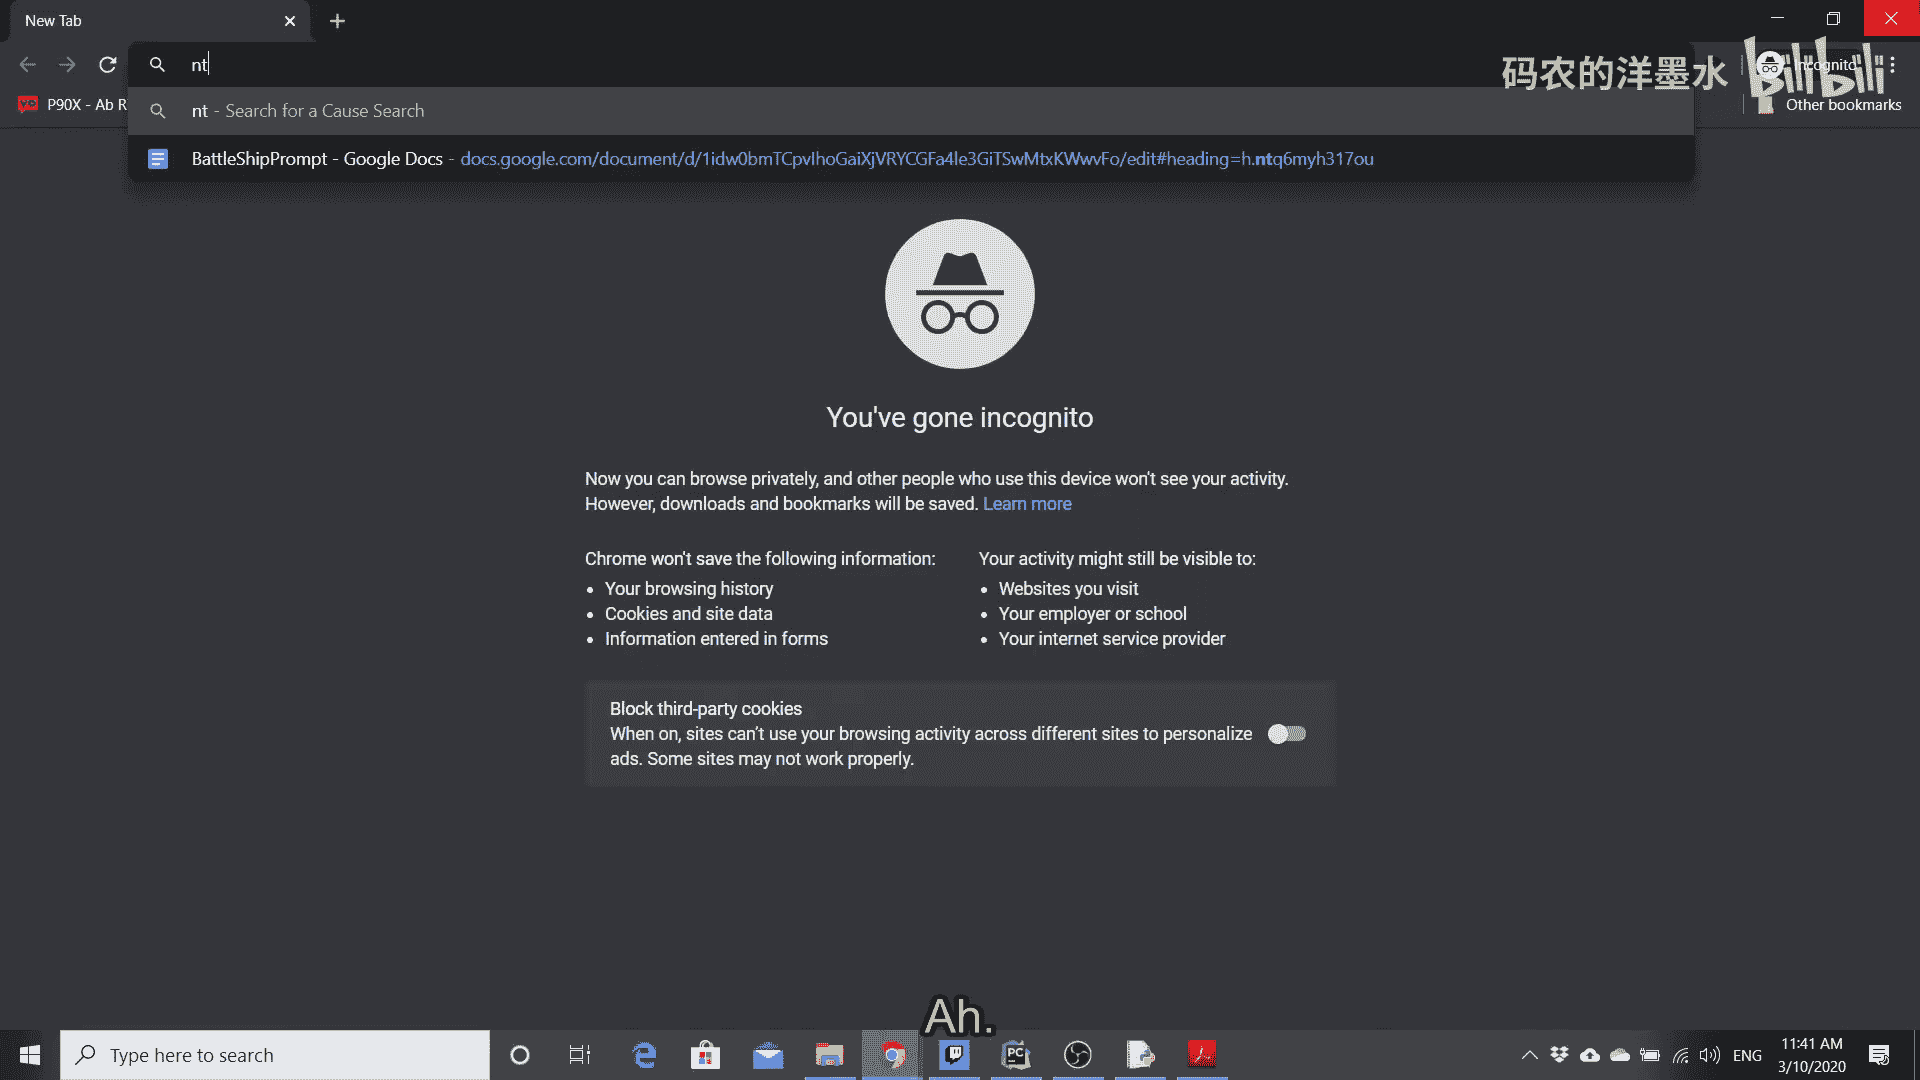 New Tab
nt
码农的洋墨水
bilibili
Incognito
P90X - Ab R
nt - Search for a Cause Search
Other bookmarks
BattleShipPrompt - Google Docs - docs.google.com/document/d/1idw0bmTCpvIhoGaiXjVRYCGFa4le3GiTSwMtxKWwvFo/edit#heading=h.ntq6myh317ou
You've gone incognito
Now you can browse privately, and other people who use this device won't see your activity.
However, downloads and bookmarks will be saved. Learn more
Chrome won't save the following information:
• Your browsing history
• Cookies and site data
• Information entered in forms
Your activity might still be visible to:
• Websites you visit
• Your employer or school
• Your internet service provider
Block third-party cookies
When on, sites can't use your browsing activity across different sites to personalize
ads. Some sites may not work properly.
Ah.
Type here to search
PC
ENG
11:41 AM
3/10/2020